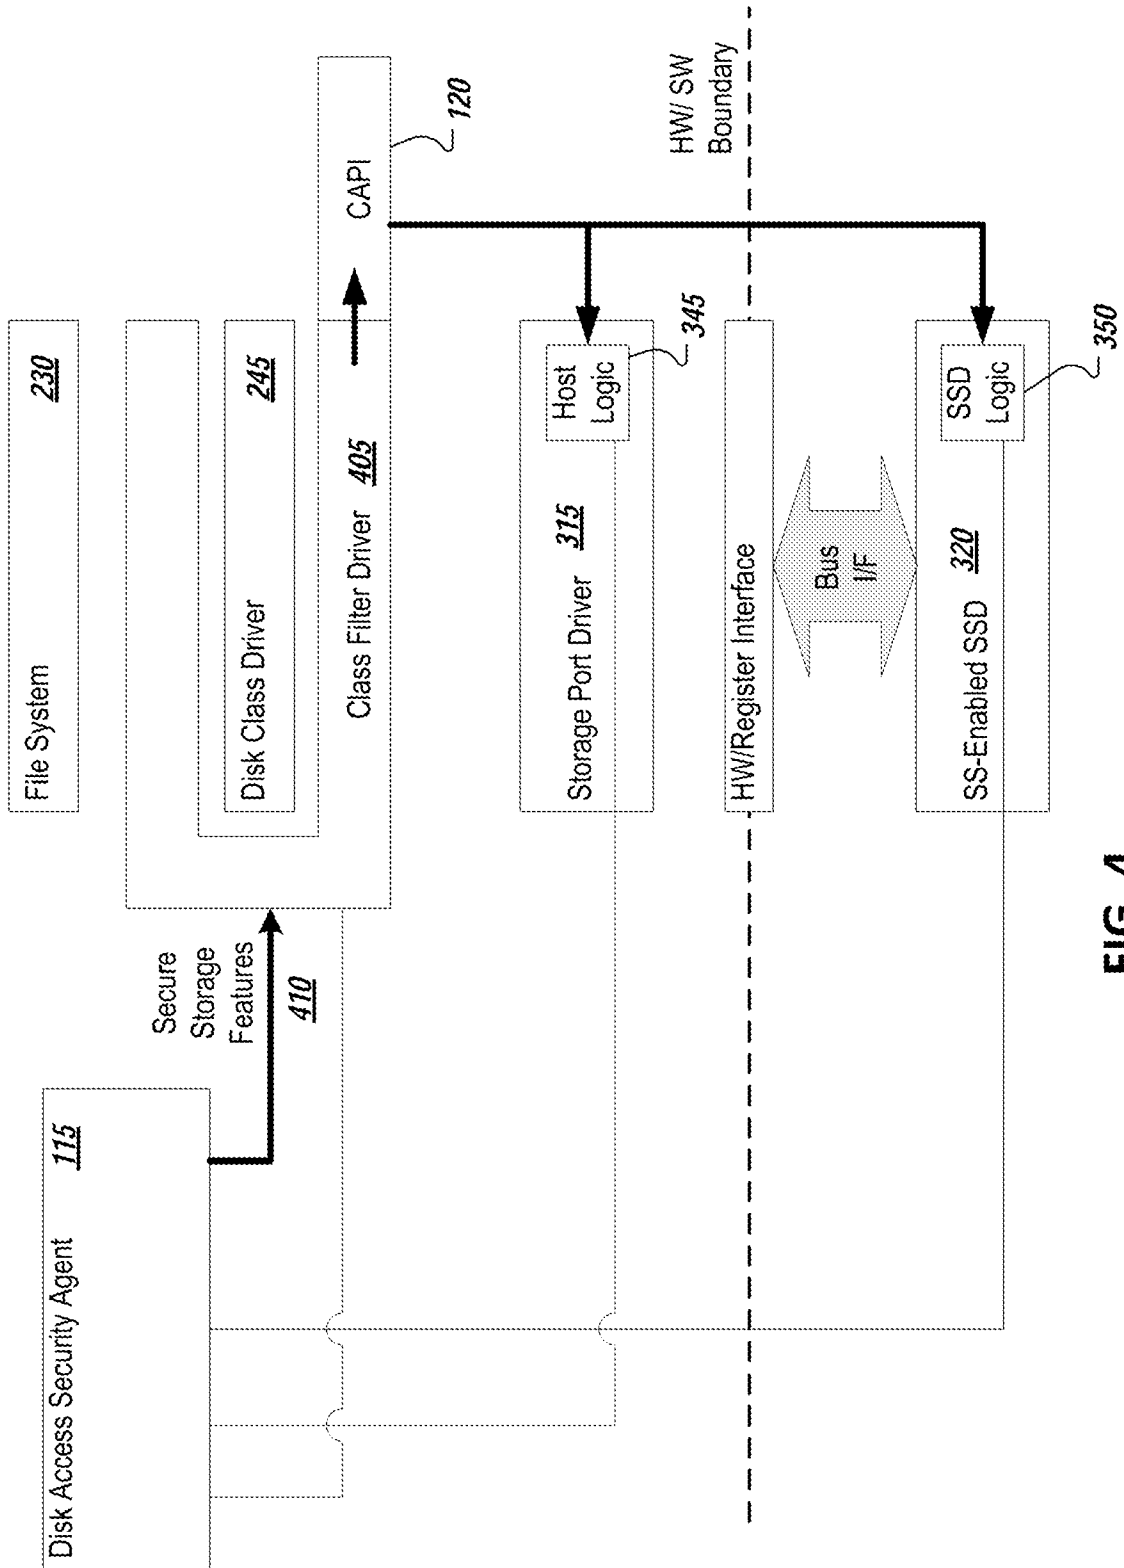 File System
230
Disk Access Security Agent
115
Secure
Storage
Features
410
Disk Class Driver
245
Class Filter Driver
405
CAPI
120
Storage Port Driver
315
Host
Logic
345
HW/ SW
Boundary
HW/Register Interface
Bus
I/F
SS-Enabled SSD
320
SSD
Logic
350
FIG. 4